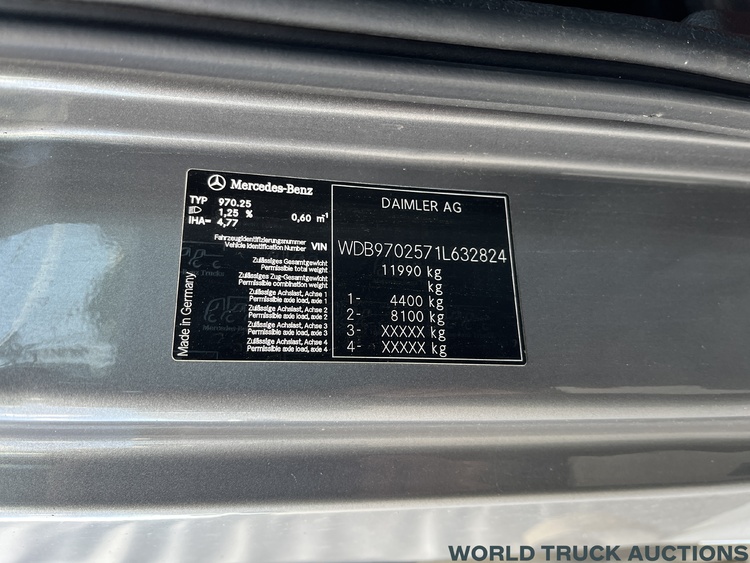 Mercedes-Benz
TYP 970.25
1,25 % 0,60 m⁻¹
IHA= 4,77
Fahrzeugidentifizierungsnummer
Vehicle Identification Number VIN
Zulässiges Gesamtgewicht
Permissible total weight
Zulässiges Zug-Gesamtgewicht
Permissible combination weight
Zulässige Achslast, Achse 1
Permissible axle load, axle 1
Zulässige Achslast, Achse 2
Permissible axle load, axle 2
Zulässige Achslast, Achse 3
Permissible axle load, axle 3
Zulässige Achslast, Achse 4
Permissible axle load, axle 4
Made in Germany
DAIMLER AG
WDB9702571L632824
11990 kg
kg
1- 4400 kg
2- 8100 kg
3- XXXXX kg
4- XXXXX kg
WORLD TRUCK AUCTIONS